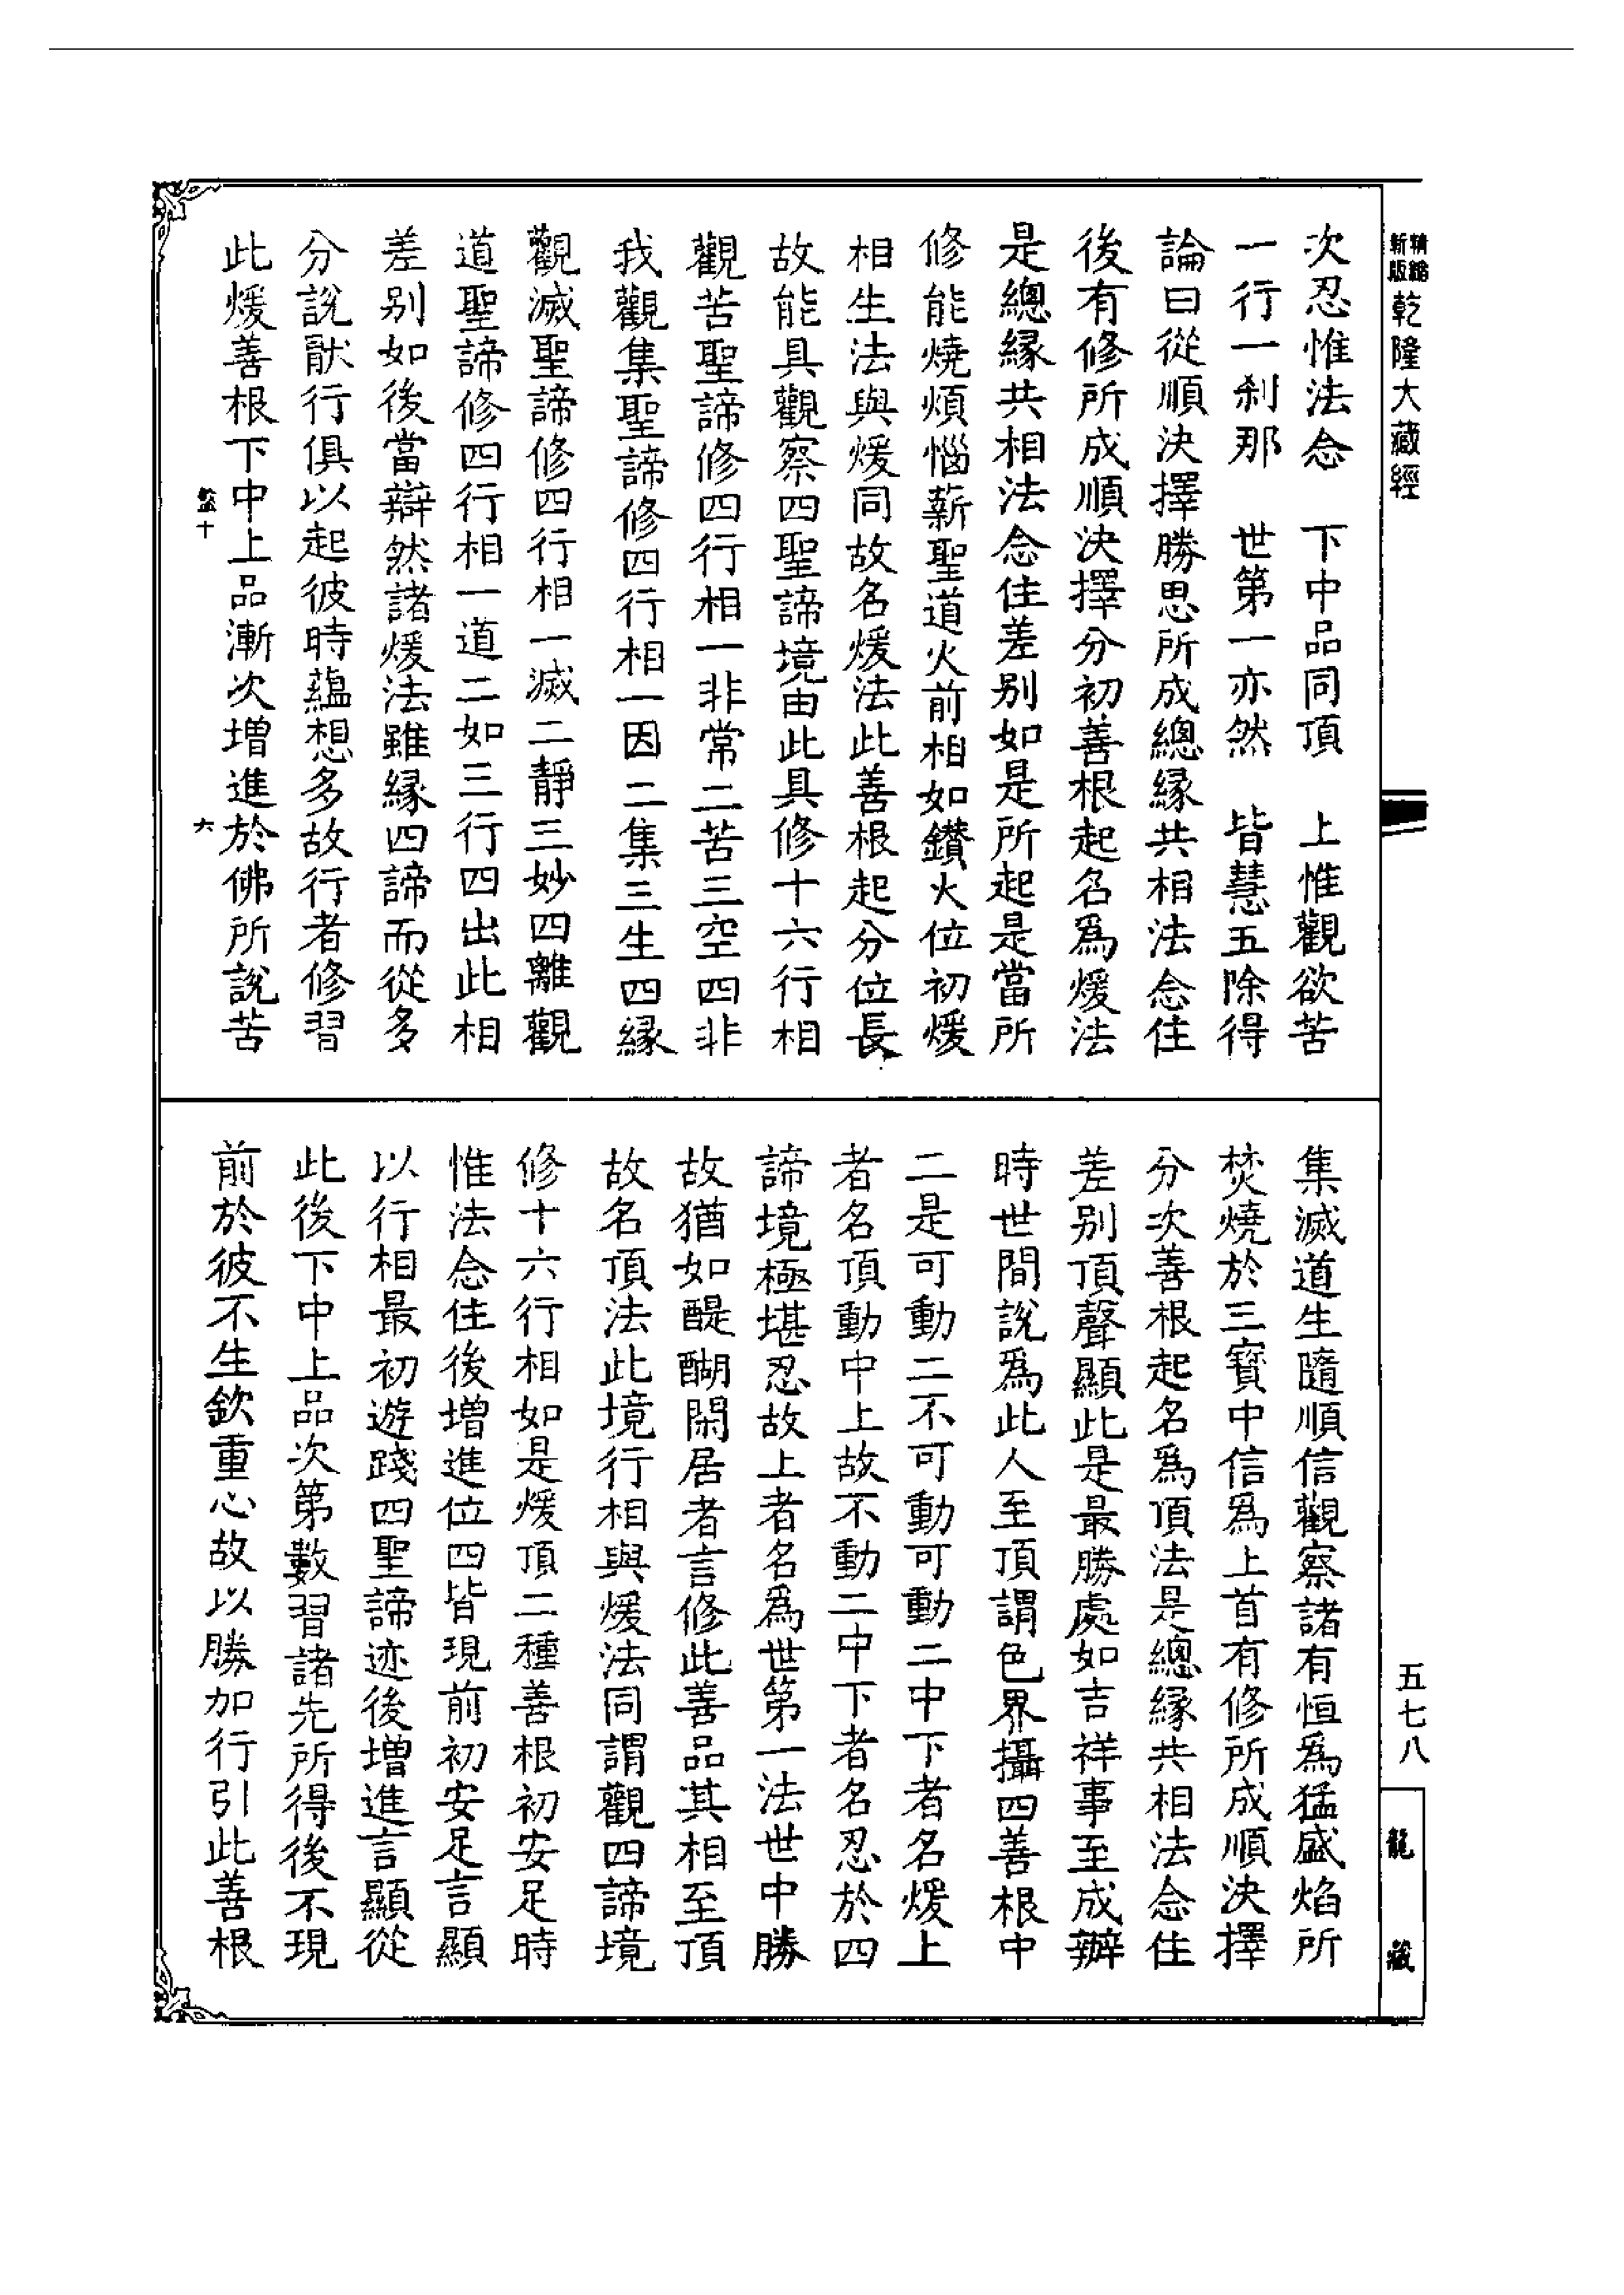 精繕新版乾隆大藏經
次忍惟法念　下中品同頂　上惟觀欲苦
一行一刹那　世第一亦然　皆慧五除得
論曰從順決擇勝思所成總緣共相法念住
後有修所成順決擇分初善根起名為煖法
是總緣共相法念住差别如是所起是當所
修能燒煩惱薪聖道火前相如鑽火位初煖
相生法與煖同故名煖法此善根起分位長
故能具觀察四聖諦境由此具修十六行相
觀苦聖諦修四行相一非常二苦三空四非
我觀集聖諦修四行相一因二集三生四緣
觀滅聖諦修四行相一滅二靜三妙四離觀
道聖諦修四行相一道二如三行四出此相
差别如後當辯然諸煖法雖緣四諦而從多
分說猒行俱以起彼時蘊想多故行者修習
此煖善根下中上品漸次增進於佛所說苦
十　六
集滅道生隨順信觀察諸有恒為猛盛焰所
焚燒於三寶中信為上首有修所成順決擇
分次善根起名為頂法是總緣共相法念住
差别頂聲顯此是最勝處如吉祥事至成辦
時世間說為此人至頂謂色界攝四善根中
二是可動二不可動可動二中下者名煖上
者名頂動中上故不動二中下者名忍於四
諦境極堪忍故上者名為世第一法世中勝
故猶如醍醐閑居者言修此善品其相至頂
故名頂法此境行相與煖法同謂觀四諦境
修十六行相如是煖頂二種善根初安足時
惟法念住後增進位四皆現前初安足言顯
以行相最初遊踐四聖諦迹後增進言顯從
此後下中上品次第數習諸先所得後不現
前於彼不生欽重心故以勝加行引此善根
五七八
龍藏